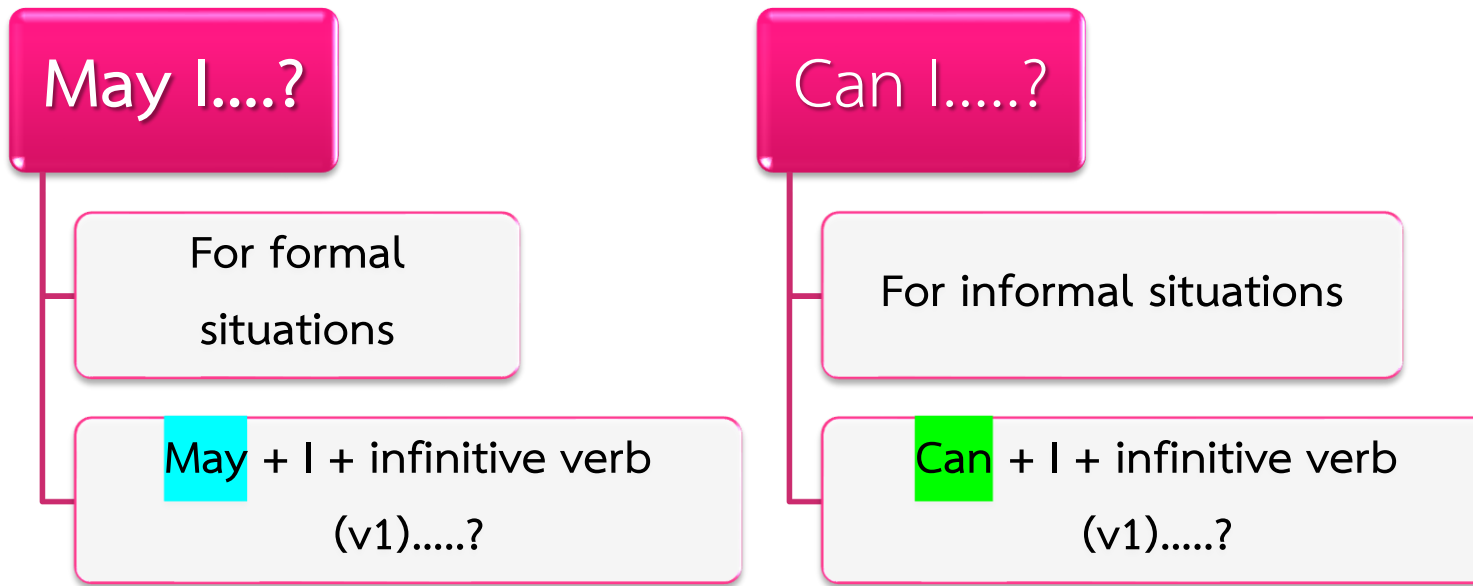 May I....?
For formal
situations
May + I + infinitive verb
(v1).....?
Can I.....?
For informal situations
Can + I + infinitive verb
(v1).....?